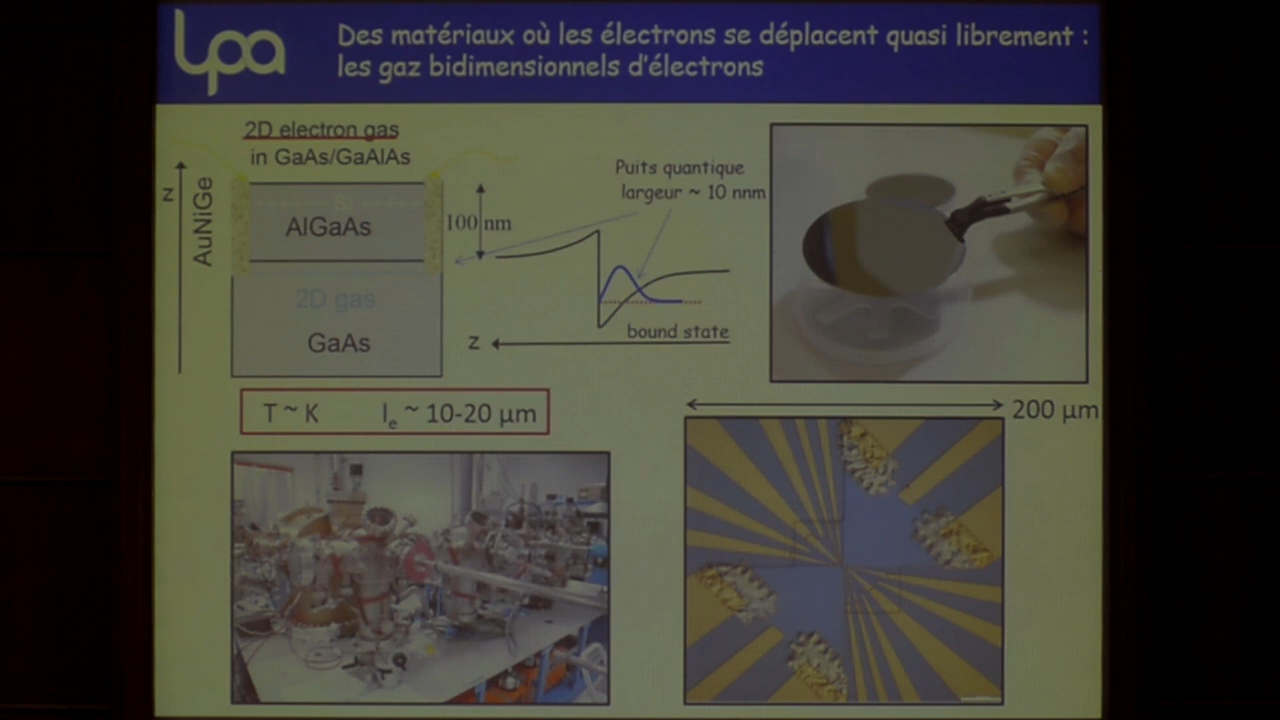 lpa
Des matériaux où les électrons se déplacent quasi librement :
les gaz bidimensionnels d'électrons
2D electron gas
in GaAs/GaAlAs
z
AuNiGe
Si
AlGaAs
100 nm
2D gas
GaAs
Puits quantique
largeur ~ 10 nnm
bound state
z
T ~ K lₑ ~ 10-20 µm
200 µm